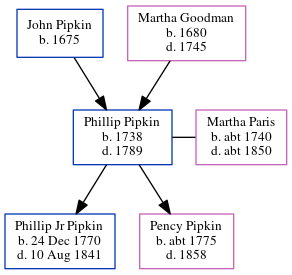 John Pipkin
b. 1675
Martha Goodman
b. 1680
d. 1745
Phillip Pipkin
b. 1738
d. 1789
Martha Paris
b. abt 1740
d. abt 1850
Phillip Jr Pipkin
b. 24 Dec 1770
d. 10 Aug 1841
Pency Pipkin
b. abt 1775
d. 1858